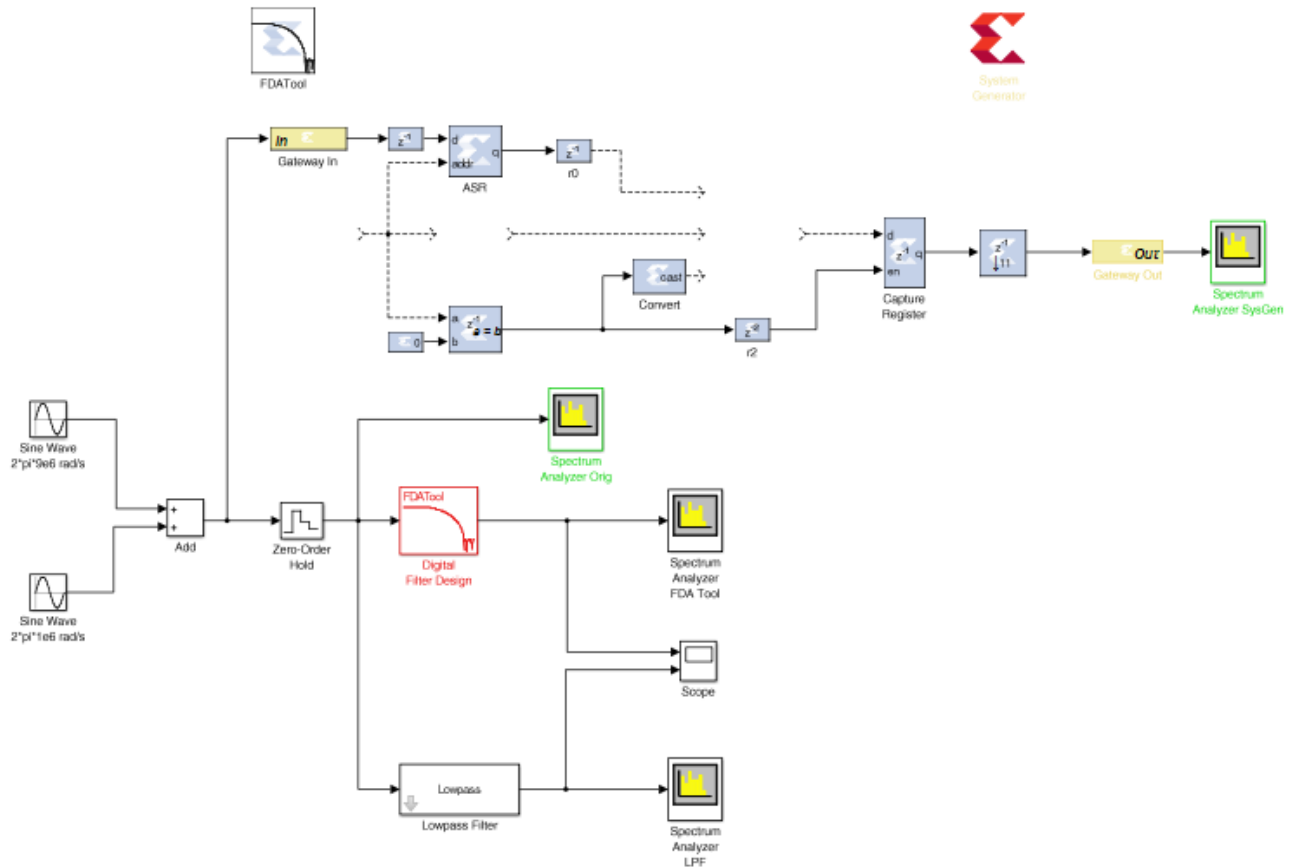 FDATool
System
Generator
In
Gateway In
z-1
d
addr
q
ASR
z-1
r0
d
en
z-1
q
Capture
Register
z-1
↓11
Out
Gateway Out
Spectrum
Analyzer SysGen
cast
Convert
a
b
z-1
a = b
0
z-2
r2
Sine Wave
2*pi*9e6 rad/s
Spectrum
Analyzer Orig
+
+
Add
Zero-Order
Hold
FDATool
Digital
Filter Design
Spectrum
Analyzer
FDA Tool
Sine Wave
2*pi*1e6 rad/s
Scope
Lowpass
Lowpass Filter
Spectrum
Analyzer
LPF